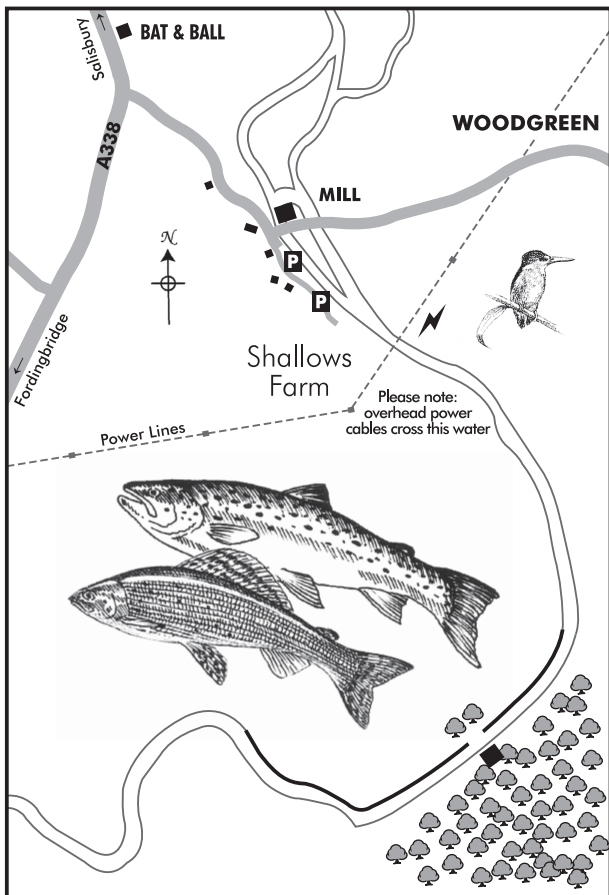 Salisbury
BAT & BALL
A338
WOODGREEN
MILL
N
P
P
Fordingbridge
Shallows
Farm
Please note:
overhead power
cables cross this water
Power Lines